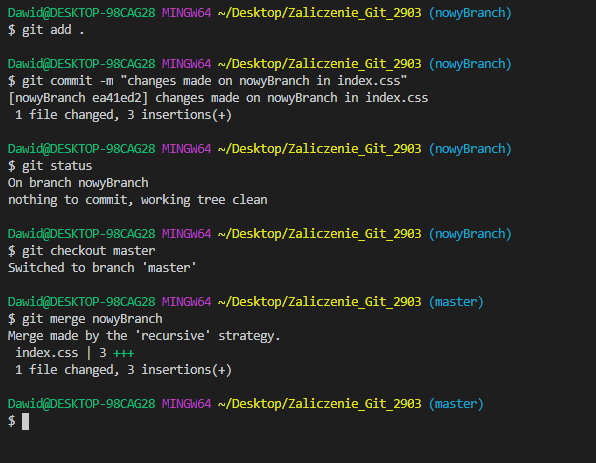 Dawid@DESKTOP-98CAG28 MINGW64 ~/Desktop/Zaliczenie_Git_2903 (nowyBranch)
$ git add .
Dawid@DESKTOP-98CAG28 MINGW64 ~/Desktop/Zaliczenie_Git_2903 (nowyBranch)
$ git commit -m "changes made on nowyBranch in index.css"
[nowyBranch ea41ed2] changes made on nowyBranch in index.css
1 file changed, 3 insertions(+)
Dawid@DESKTOP-98CAG28 MINGW64 ~/Desktop/Zaliczenie_Git_2903 (nowyBranch)
$ git status
On branch nowyBranch
nothing to commit, working tree clean
Dawid@DESKTOP-98CAG28 MINGW64 ~/Desktop/Zaliczenie_Git_2903 (nowyBranch)
$ git checkout master
Switched to branch 'master'
Dawid@DESKTOP-98CAG28 MINGW64 ~/Desktop/Zaliczenie_Git_2903 (master)
$ git merge nowyBranch
Merge made by the 'recursive' strategy.
index.css | 3 +++
1 file changed, 3 insertions(+)
Dawid@DESKTOP-98CAG28 MINGW64 ~/Desktop/Zaliczenie_Git_2903 (master)
$